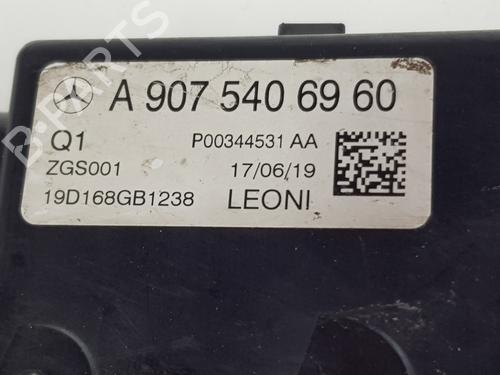 A 907 540 69 60
Q1 P00344531 AA
ZGS001 17/06/19
19D168GB1238 LEONI
B-PARTS